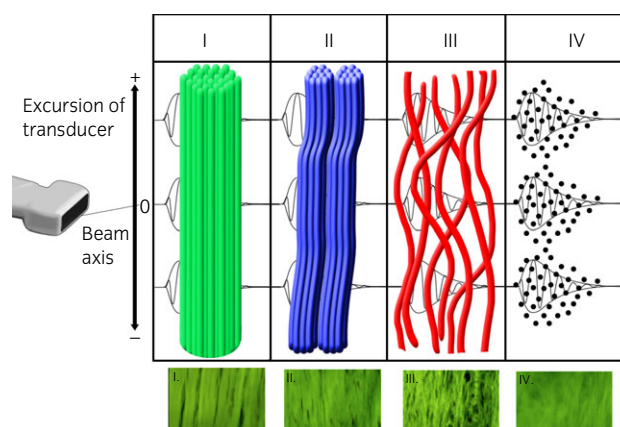 I
II
III
IV
+
Excursion of
transducer
0
Beam
axis
–
I.
II.
III.
IV.